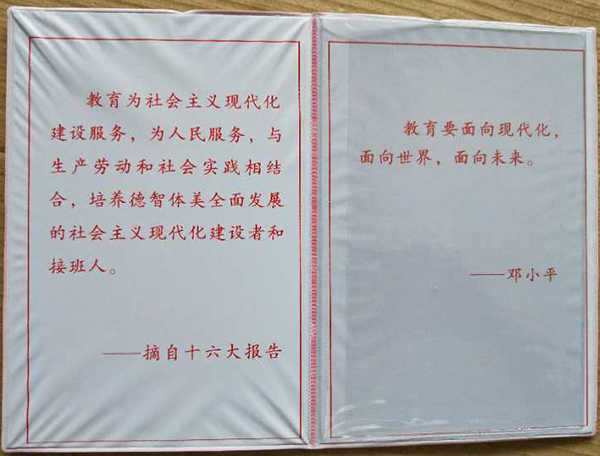 教育为社会主义现代化
建设服务，为人民服务，与
生产劳动和社会实践相结
合，培养德智体美全面发展
的社会主义现代化建设者和
接班人。
——摘自十六大报告
教育要面向现代化，
面向世界，面向未来。
——邓小平